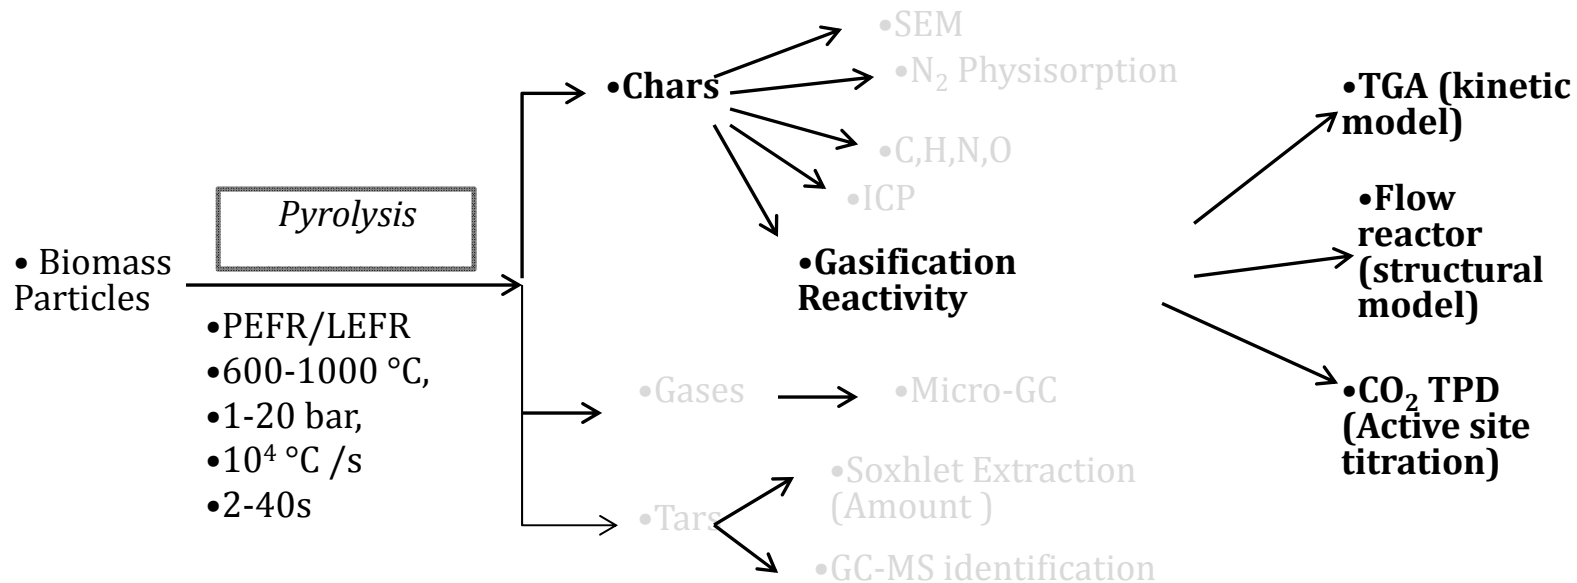 •SEM
•N₂ Physisorption
•Chars
•TGA (kinetic
model)
•C,H,N,O
•ICP
Pyrolysis
•Flow
reactor
(structural
model)
• Biomass
Particles
•Gasification
Reactivity
•PEFR/LEFR
•600-1000 °C,
•1-20 bar,
•10⁴ °C /s
•2-40s
•Gases
•Micro-GC
•CO₂ TPD
(Active site
titration)
•Soxhlet Extraction
(Amount )
•Tars
•GC-MS identification